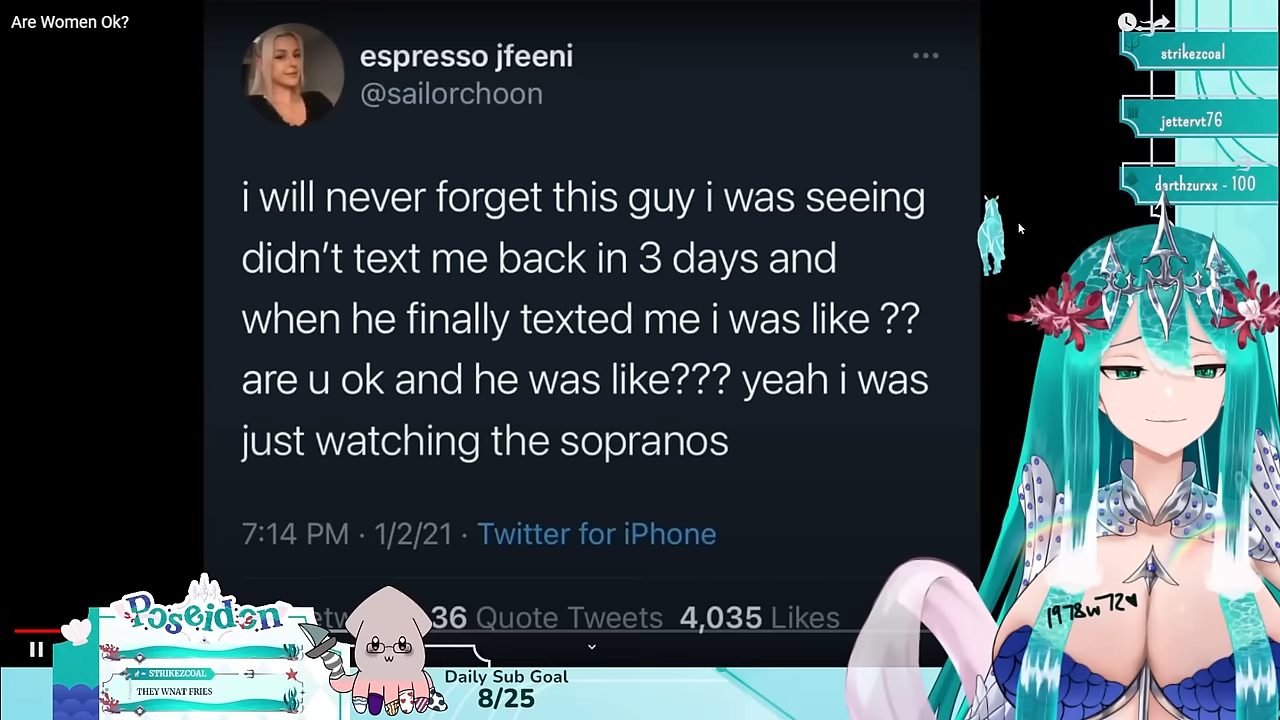 Are Women Ok?
espresso jfeeni
@sailorchoon
i will never forget this guy i was seeing
didn't text me back in 3 days and
when he finally texted me i was like ??
are u ok and he was like??? yeah i was
just watching the sopranos
7:14 PM · 1/2/21 · Twitter for iPhone
36 Quote Tweets 4,035 Likes
strikezcoal
jettervt76
darthzurxx - 100
1978w72♥
Poseidon
STRIKEZCOAL
THEY WNAT FRIES
Daily Sub Goal
8/25